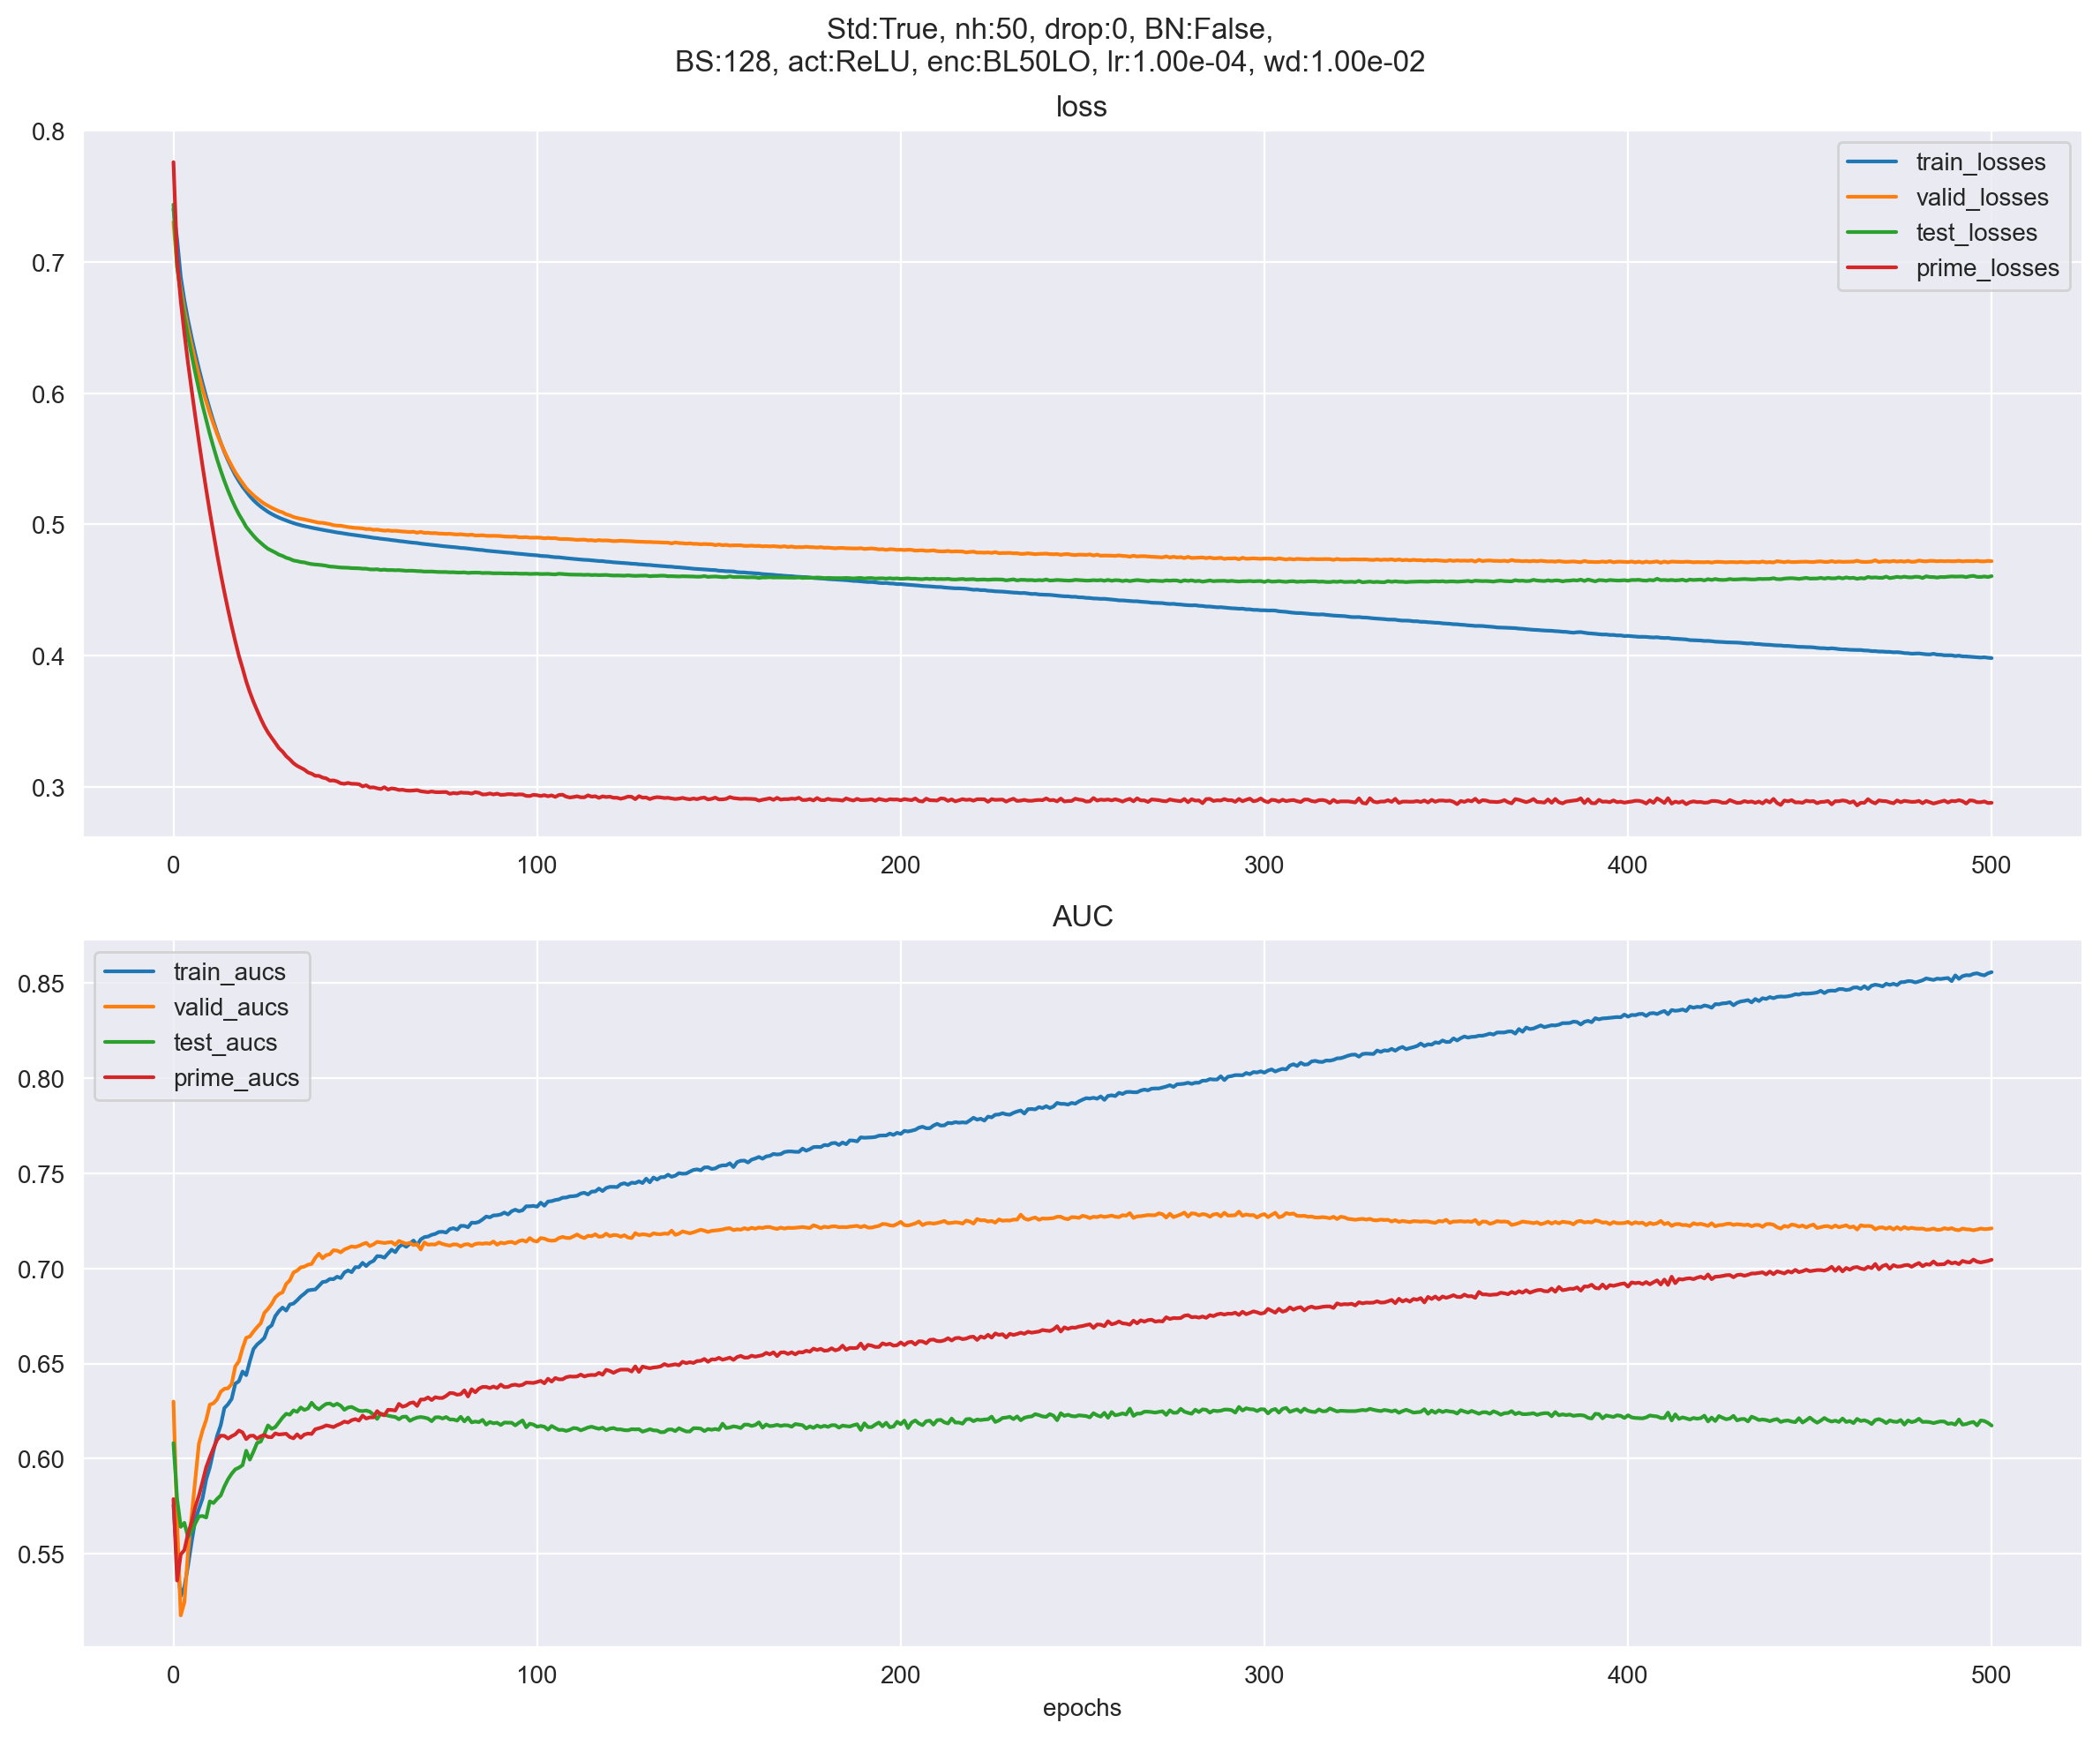 Std:True, nh:50, drop:0, BN:False,
BS:128, act:ReLU, enc:BL50LO, lr:1.00e-04, wd:1.00e-02
loss
0.8
0.7
0.6
0.5
0.4
0.3
train_losses
valid_losses
test_losses
prime_losses
0 100 200 300 400 500
AUC
0.85
0.80
0.75
0.70
0.65
0.60
0.55
train_aucs
valid_aucs
test_aucs
prime_aucs
0 100 200 300 400 500
epochs